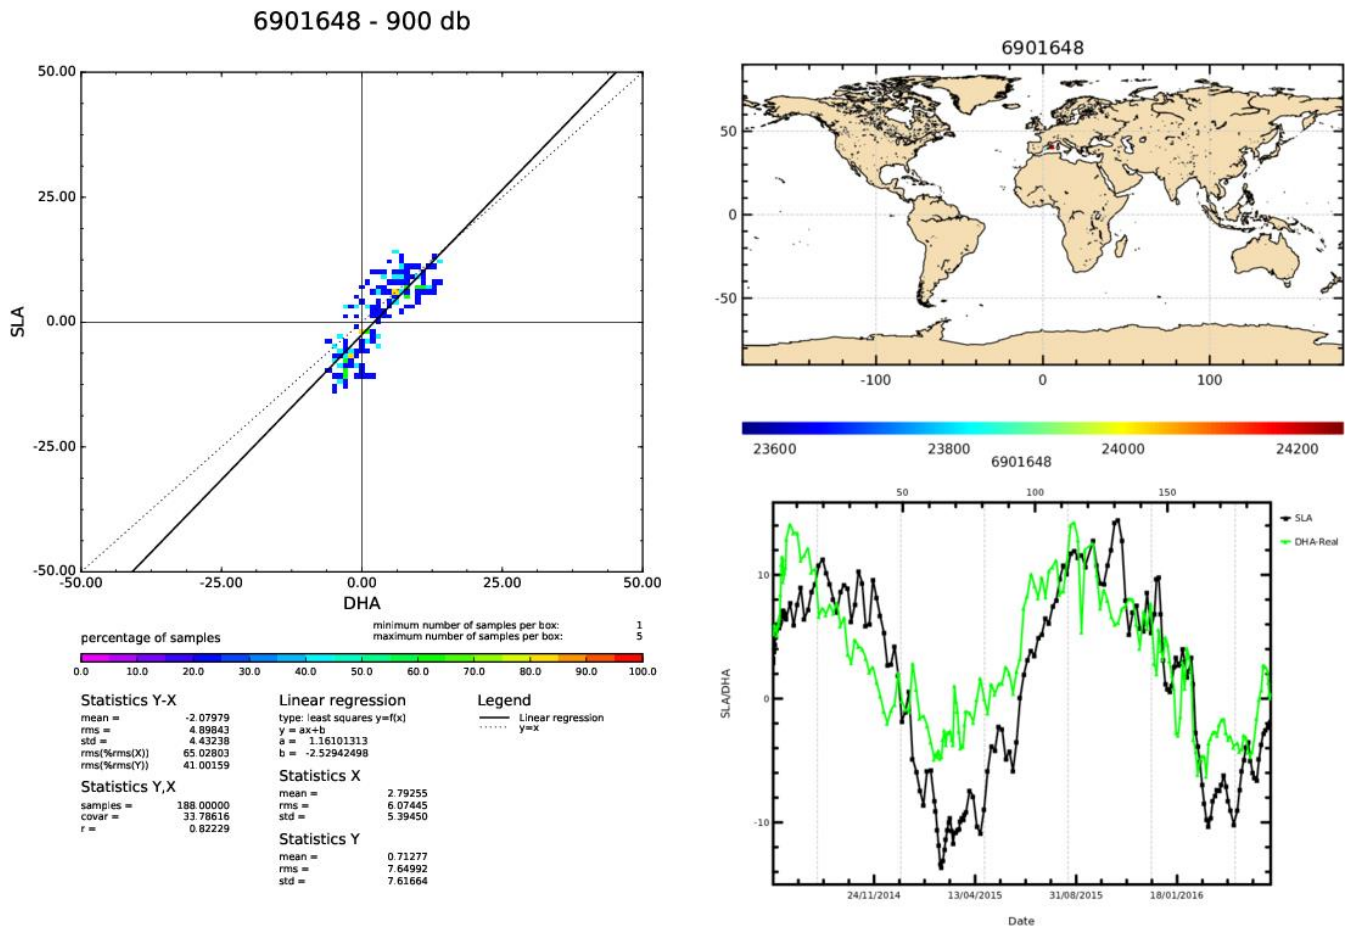 6901648 - 900 db
50.00
25.00
0.00
-25.00
-50.00
SLA
-50.00 -25.00 0.00 25.00 50.00
DHA
minimum number of samples per box: 1
percentage of samples maximum number of samples per box: 5
0.0 10.0 20.0 30.0 40.0 50.0 60.0 70.0 80.0 90.0 100.0
Statistics Y-X
mean = -2.07979
rms = 4.89843
std = 4.43238
rms(%rms(X)) 65.02803
rms(%rms(Y)) 41.00159
Statistics Y,X
samples = 188.00000
covar = 33.78616
r = 0.82229
Linear regression
type: least squares y=f(x)
y = ax+b
a = 1.16101313
b = -2.52942498
Statistics X
mean = 2.79255
rms = 6.07445
std = 5.39450
Statistics Y
mean = 0.71277
rms = 7.64992
std = 7.61664
Legend
Linear regression
y=x
6901648
50
0
-50
-100 0 100
23600 23800 24000 24200
6901648
50 100 150
10
0
-10
SLA/DHA
SLA
DHA-Real
24/11/2014 13/04/2015 31/08/2015 18/01/2016
Date